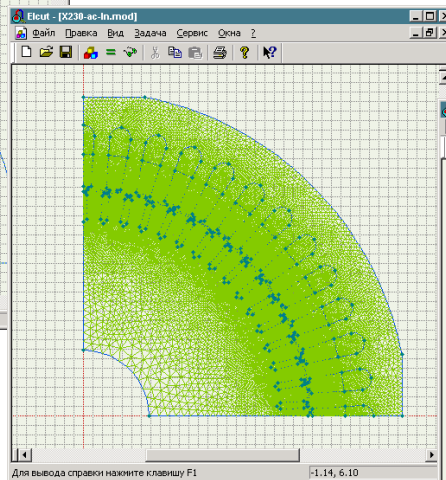 Elcut - [X230-ac-ln.mod]
Файл Правка Вид Задача Сервис Окна ?
Для вывода справки нажмите клавишу F1
-1.14, 6.10